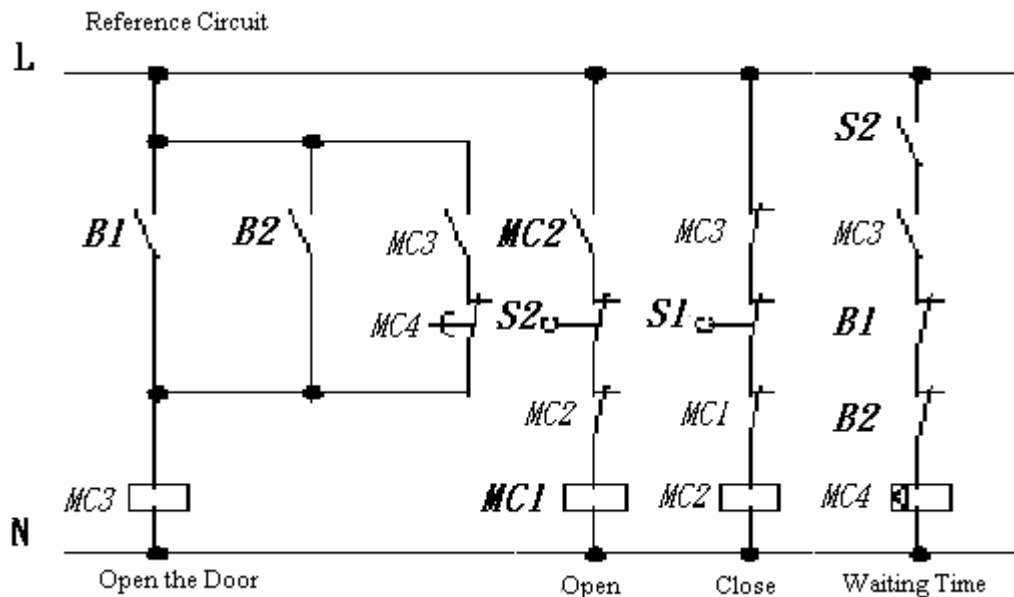 Reference Circuit
L
S2
B1 B2 MC3 MC2 MC3 MC3
MC4 S2 S1 B1
MC2 MC1 B2
MC3 MC1 MC2 MC4
N
Open the Door Open Close Waiting Time